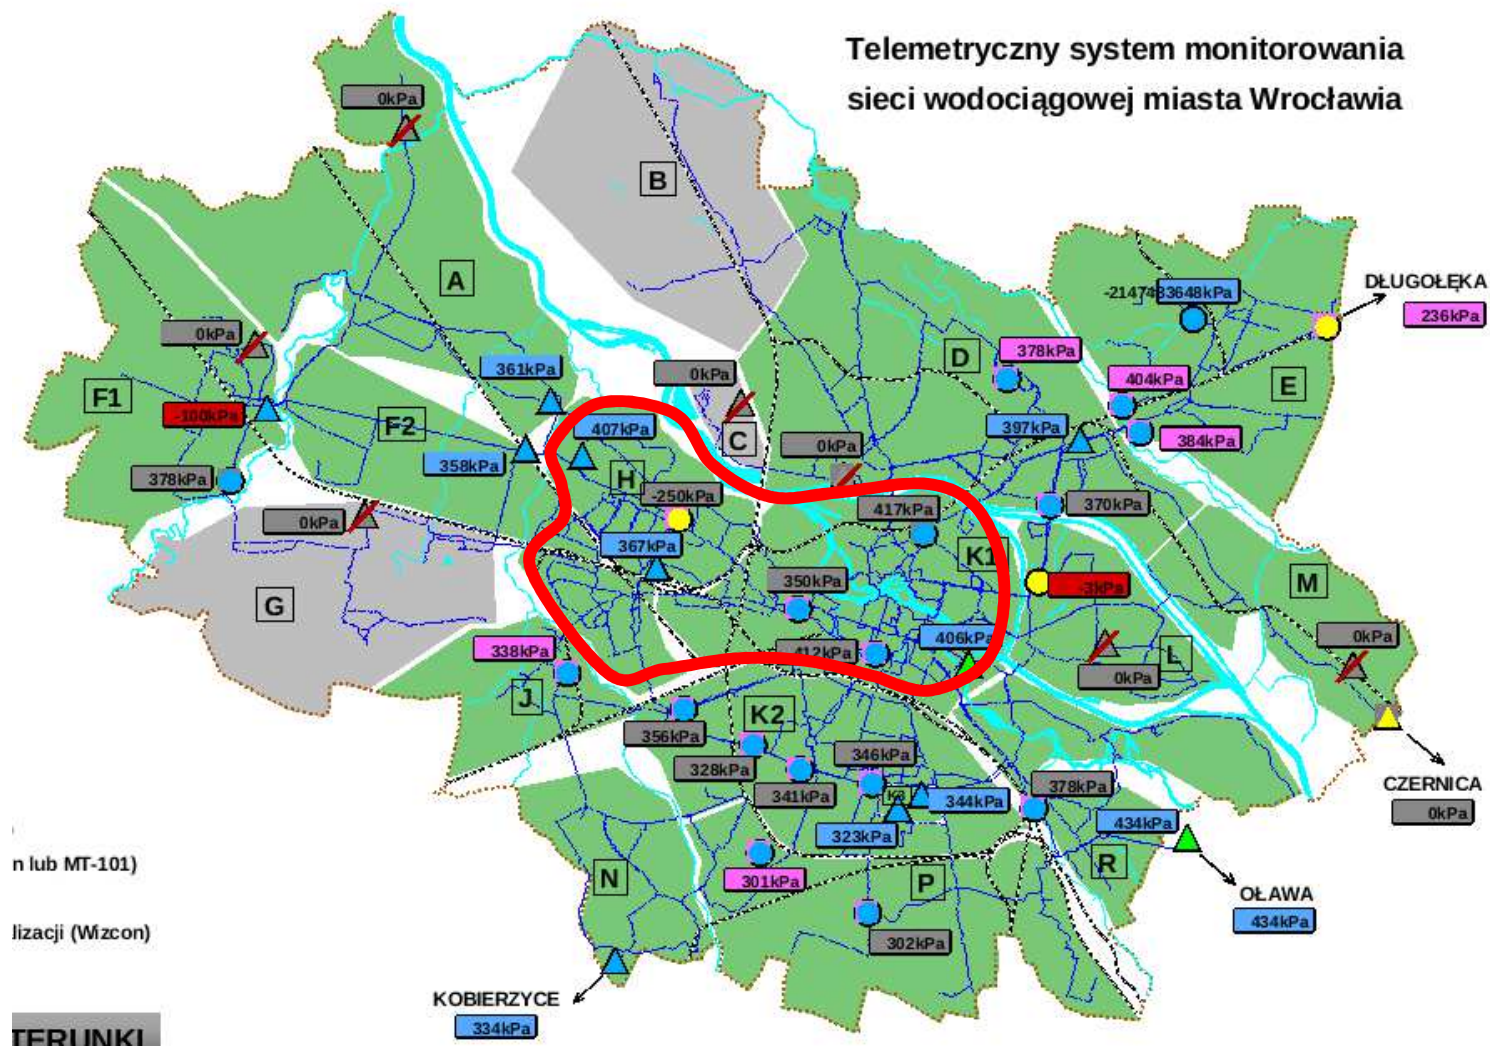 Telemetryczny system monitorowania
sieci wodociągowej miasta Wrocławia
0kPa
B
A
DŁUGOŁĘKA
-2147483648kPa
236kPa
0kPa
D
378kPa
361kPa
0kPa
404kPa
E
F1
-100kPa
F2
407kPa
C
0kPa
397kPa
384kPa
358kPa
H
378kPa
-250kPa
417kPa
370kPa
0kPa
367kPa
K1
350kPa
-3kPa
M
G
406kPa
0kPa
338kPa
412kPa
L
0kPa
J
K2
356kPa
346kPa
328kPa
378kPa
CZERNICA
341kPa
K3
344kPa
0kPa
434kPa
323kPa
n lub MT-101)
R
N
301kPa
P
OŁAWA
434kPa
lizacji (Wizcon)
302kPa
KOBIERZYCE
334kPa
TERUNKI